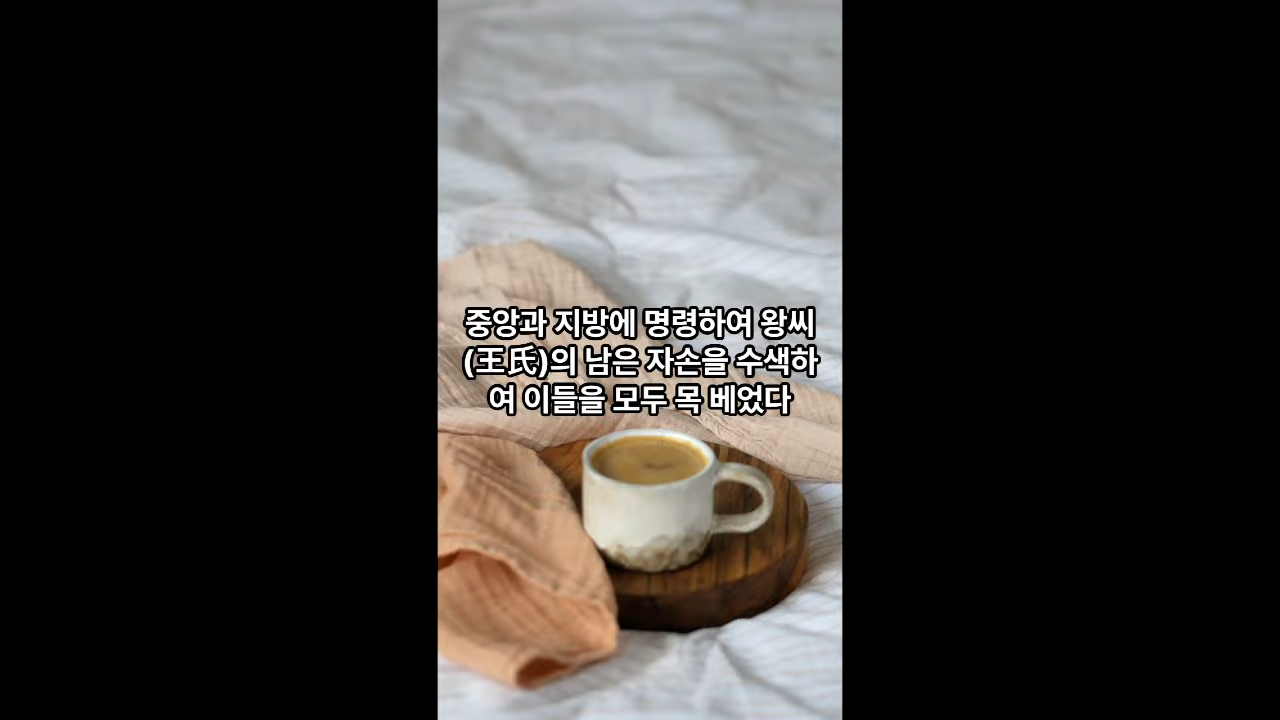 중앙과 지방에 명령하여 왕씨
(王氏)의 남은 자손을 수색하
여 이들을 모두 목 베었다